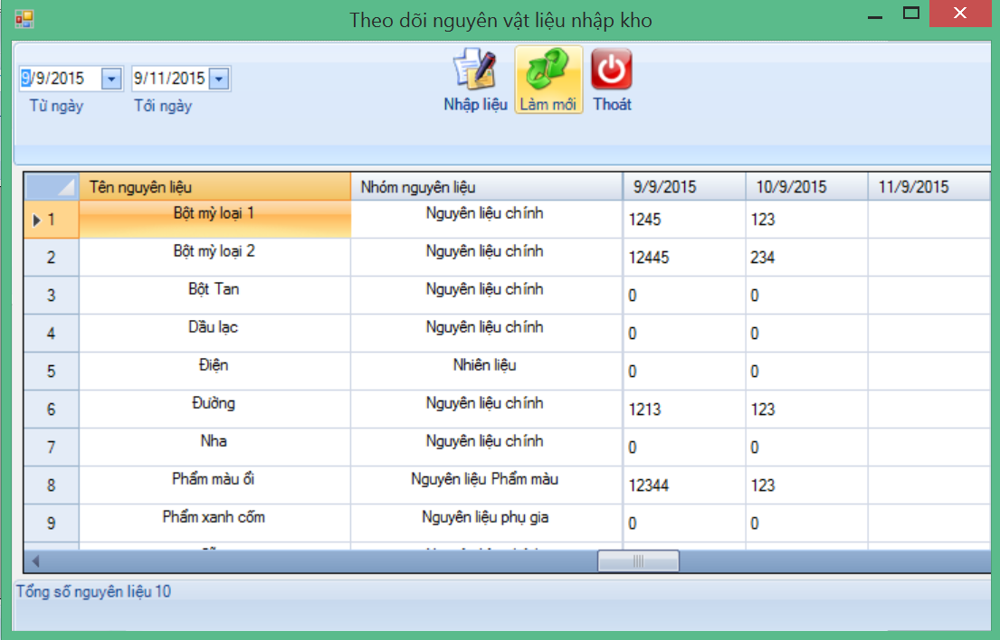 Theo dõi nguyên vật liệu nhập kho
9/9/2015 9/11/2015
Từ ngày Tới ngày
Nhập liệu Làm mới Thoát
Tên nguyên liệu Nhóm nguyên liệu 9/9/2015 10/9/2015 11/9/2015
1 Bột mỳ loại 1 Nguyên liệu chính 1245 123
2 Bột mỳ loại 2 Nguyên liệu chính 12445 234
3 Bột Tan Nguyên liệu chính 0 0
4 Dầu lạc Nguyên liệu chính 0 0
5 Điện Nhiên liệu 0 0
6 Đường Nguyên liệu chính 1213 123
7 Nha Nguyên liệu chính 0 0
8 Phẩm màu ổi Nguyên liệu Phẩm màu 12344 123
9 Phẩm xanh cốm Nguyên liệu phụ gia 0 0
Tổng số nguyên liệu 10